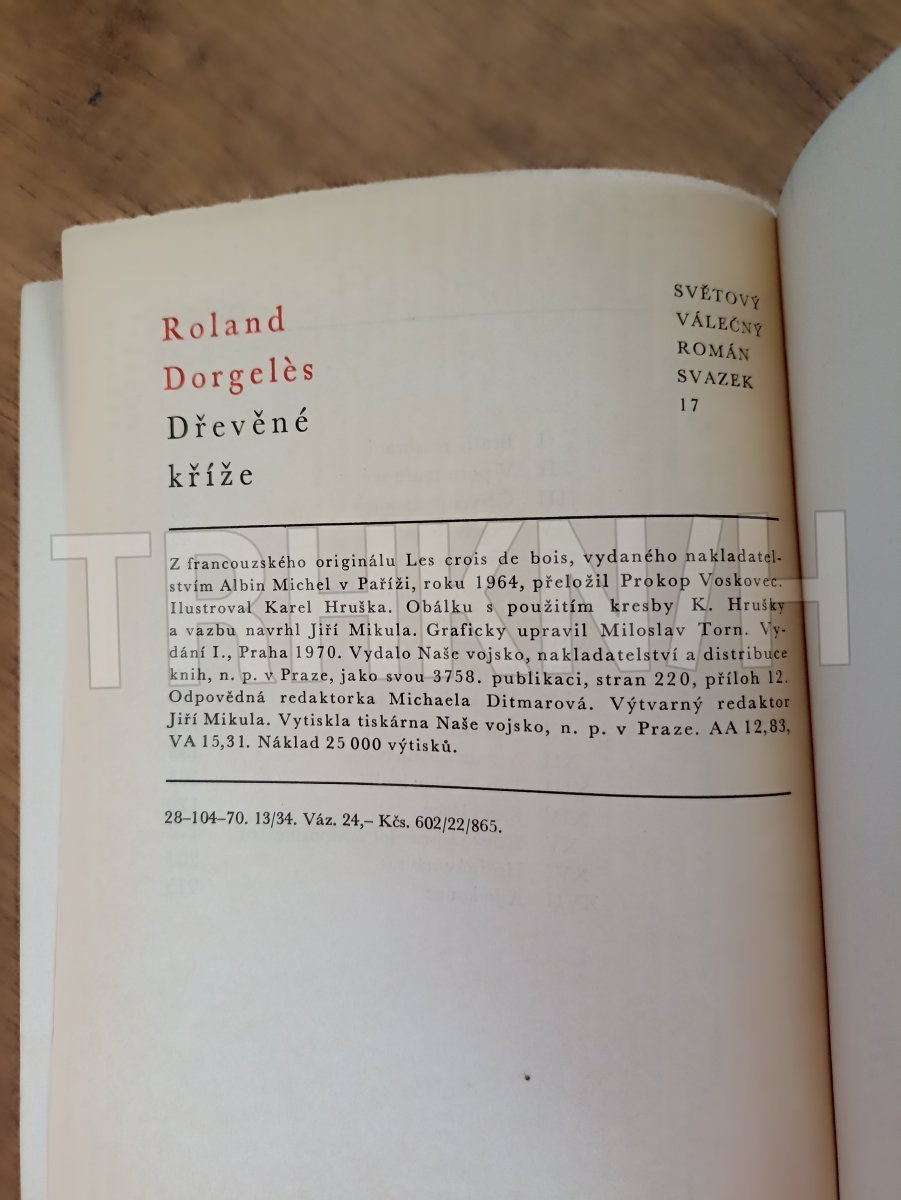 Roland
Dorgelès
Dřevěné
kříže
SVĚTOVÝ
VÁLEČNÝ
ROMÁN
SVAZEK
17
Z francouzského originálu Les crois de bois, vydaného nakladatel-
stvím Albin Michel v Paříži, roku 1964, přeložil Prokop Voskovec.
Ilustroval Karel Hruška. Obálku s použitím kresby K. Hrušky
a vazbu navrhl Jiří Mikula. Graficky upravil Miloslav Torn. Vy-
dání I., Praha 1970. Vydalo Naše vojsko, nakladatelství a distribuce
knih, n. p. v Praze, jako svou 3758. publikaci, stran 220, příloh 12.
Odpovědná redaktorka Michaela Ditmarová. Výtvarný redaktor
Jiří Mikula. Vytiskla tiskárna Naše vojsko, n. p. v Praze. AA 12,83,
VA 15,31. Náklad 25 000 výtisků.
28–104–70. 13/34. Váz. 24,– Kčs. 602/22/865.
TRHKNIH